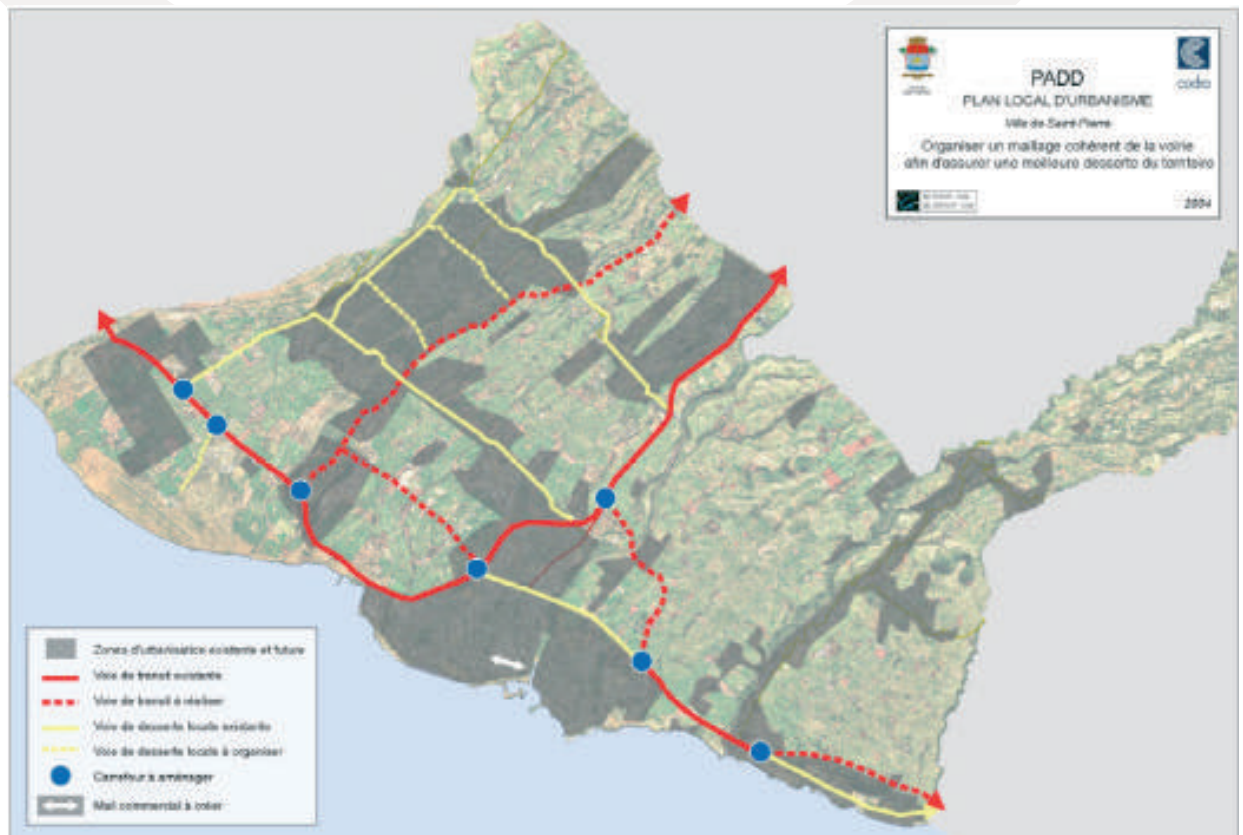 codra
PADD
PLAN LOCAL D'URBANISME
Ville de Saint Pierre
Organiser un maillage cohérent de la voirie
afin d'assurer une meilleure desserte du territoire
2004
Zones d'urbanisation existante et future
Voie de transit existante
Voie de transit à réaliser
Voie de desserte locale existante
Voie de desserte locale à organiser
Carrefour à aménager
Mail commercial à créer